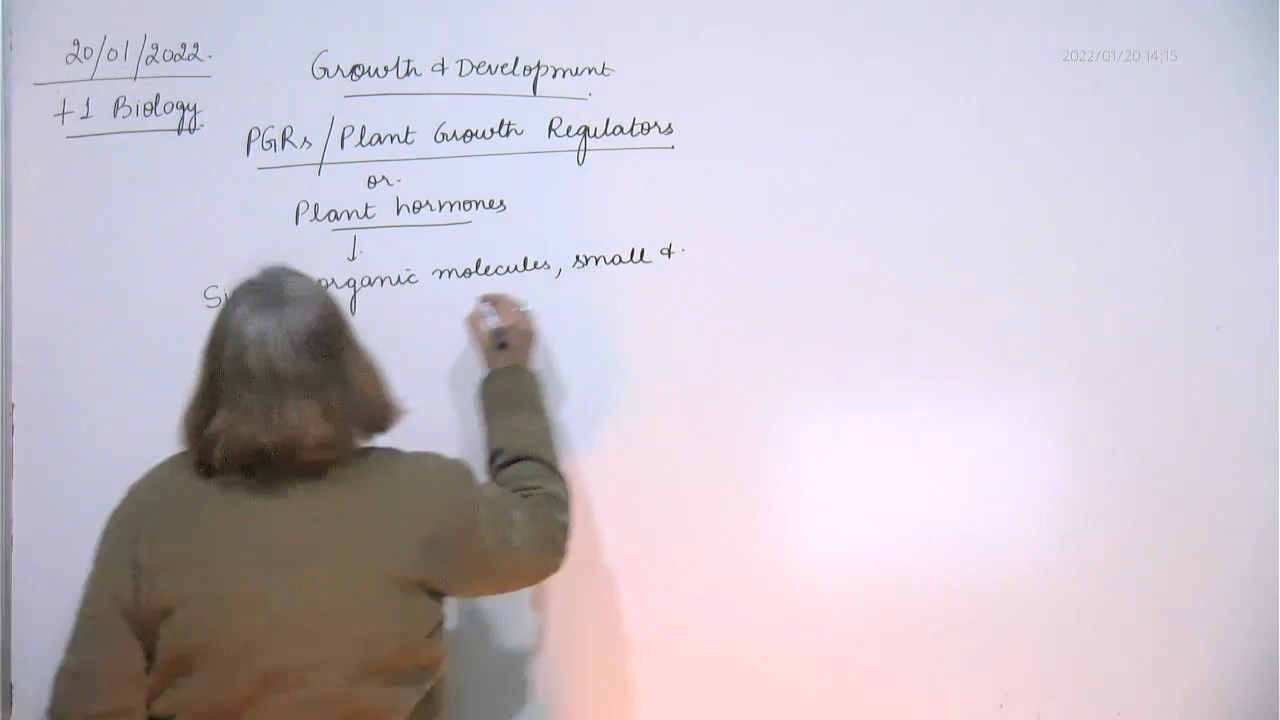 20/01/2022.
2022/01/20 14:15
Growth & Development
+1 Biology
PGRs/Plant Growth Regulators
or
Plant hormones
organic molecules, small &